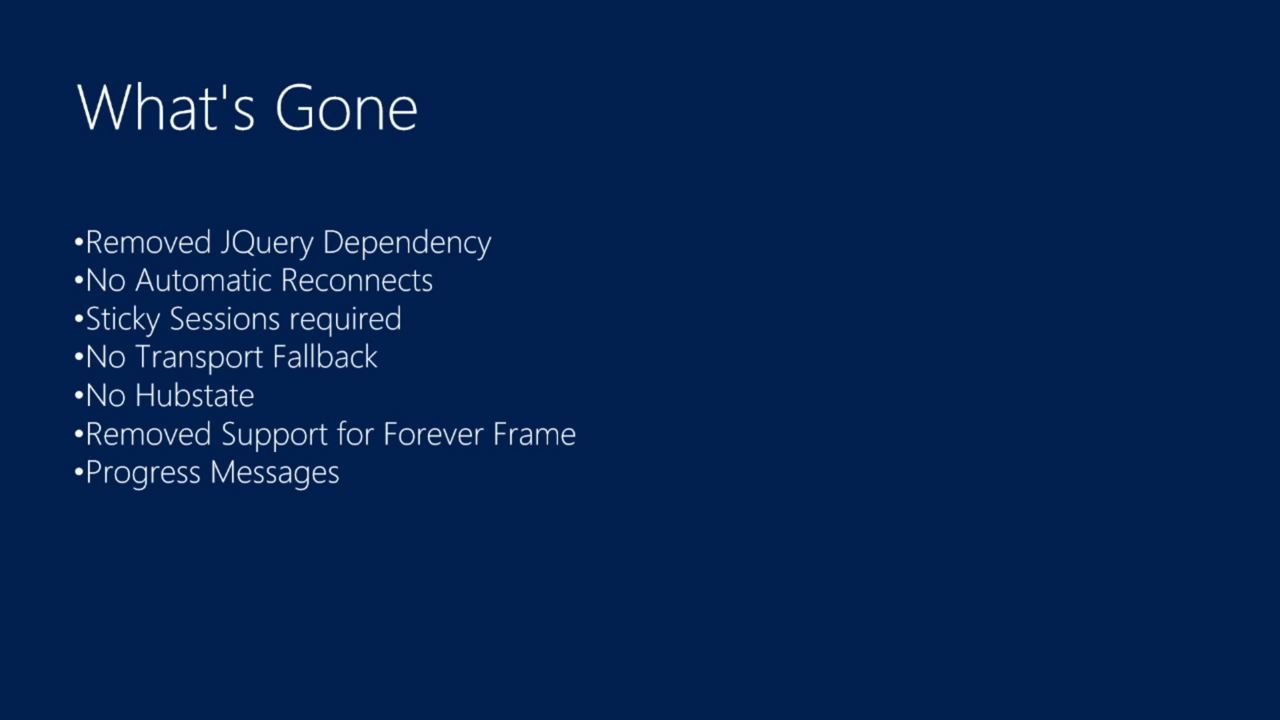 What's Gone
•Removed JQuery Dependency
•No Automatic Reconnects
•Sticky Sessions required
•No Transport Fallback
•No Hubstate
•Removed Support for Forever Frame
•Progress Messages